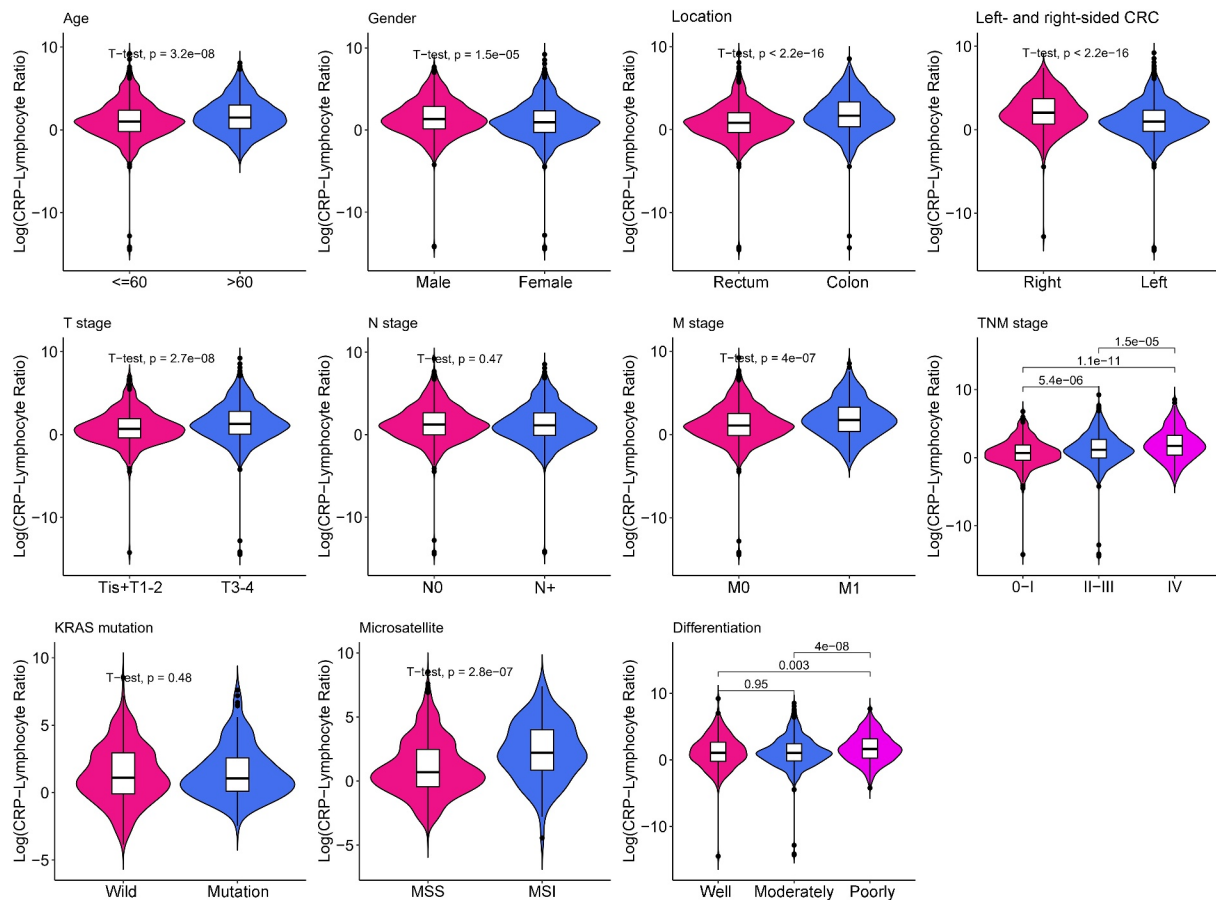 Age
T-test, p = 3.2e-08
Log(CRP-Lymphocyte Ratio)
10
0
-10
<=60
>60
Gender
T-test, p = 1.5e-05
Log(CRP-Lymphocyte Ratio)
10
0
-10
Male
Female
Location
T-test, p < 2.2e-16
Log(CRP-Lymphocyte Ratio)
10
0
-10
Rectum
Colon
Left- and right-sided CRC
T-test, p < 2.2e-16
Log(CRP-Lymphocyte Ratio)
10
0
-10
Right
Left
T stage
T-test, p = 2.7e-08
Log(CRP-Lymphocyte Ratio)
10
0
-10
Tis+T1-2
T3-4
N stage
T-test, p = 0.47
Log(CRP-Lymphocyte Ratio)
10
0
-10
N0
N+
M stage
T-test, p = 4e-07
Log(CRP-Lymphocyte Ratio)
10
0
-10
M0
M1
TNM stage
1.5e-05
1.1e-11
5.4e-06
Log(CRP-Lymphocyte Ratio)
10
0
-10
0-I
II-III
IV
KRAS mutation
T-test, p = 0.48
Log(CRP-Lymphocyte Ratio)
10
5
0
-5
Wild
Mutation
Microsatellite
T-test, p = 2.8e-07
Log(CRP-Lymphocyte Ratio)
10
5
0
-5
MSS
MSI
Differentiation
4e-08
0.003
0.95
Log(CRP-Lymphocyte Ratio)
10
0
-10
Well
Moderately
Poorly